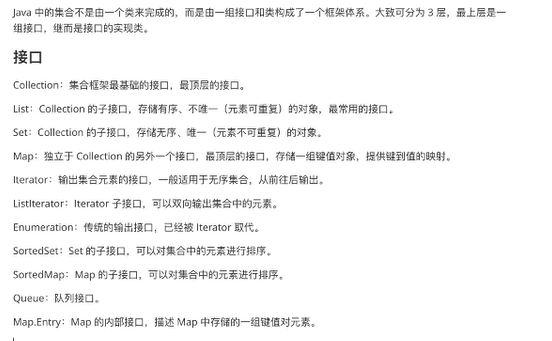 Java 中的集合不是由一个类来完成的，而是由一组接口和类构成了一个框架体系。大致可分为 3 层，最上层是一
组接口，继而是接口的实现类。
接口
Collection：集合框架最基础的接口，最顶层的接口。
List：Collection 的子接口，存储有序、不唯一（元素可重复）的对象，最常用的接口。
Set：Collection 的子接口，存储无序、唯一（元素不可重复）的对象。
Map：独立于 Collection 的另外一个接口，最顶层的接口，存储一组键值对象，提供键到值的映射。
Iterator：输出集合元素的接口，一般适用于无序集合，从前往后输出。
ListIterator：Iterator 子接口，可以双向输出集合中的元素。
Enumeration：传统的输出接口，已经被 Iterator 取代。
SortedSet：Set 的子接口，可以对集合中的元素进行排序。
SortedMap：Map 的子接口，可以对集合中的元素进行排序。
Queue：队列接口。
Map.Entry：Map 的内部接口，描述 Map 中存储的一组键值对元素。